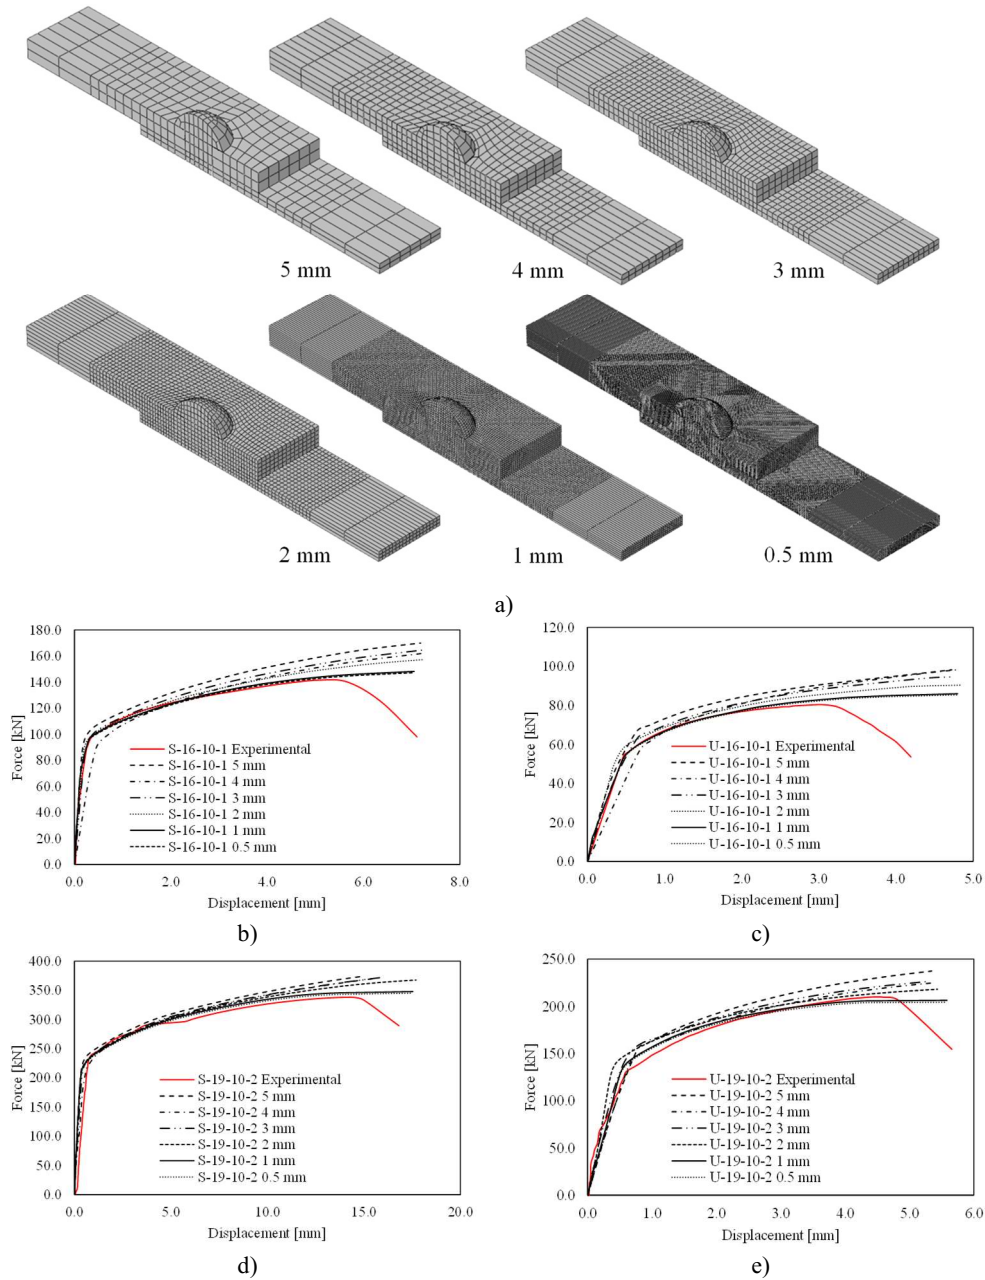 5 mm
4 mm
3 mm
2 mm
1 mm
0.5 mm
a)
180.0
160.0
140.0
120.0
100.0
80.0
60.0
40.0
20.0
0.0
Force [kN]
S-16-10-1 Experimental
S-16-10-1 5 mm
S-16-10-1 4 mm
S-16-10-1 3 mm
S-16-10-1 2 mm
S-16-10-1 1 mm
S-16-10-1 0.5 mm
0.0 2.0 4.0 6.0 8.0
Displacement [mm]
b)
120.0
100.0
80.0
60.0
40.0
20.0
0.0
Force [kN]
U-16-10-1 Experimental
U-16-10-1 5 mm
U-16-10-1 4 mm
U-16-10-1 3 mm
U-16-10-1 2 mm
U-16-10-1 1 mm
U-16-10-1 0.5 mm
0.0 1.0 2.0 3.0 4.0 5.0
Displacement [mm]
c)
400.0
350.0
300.0
250.0
200.0
150.0
100.0
50.0
0.0
Force [kN]
S-19-10-2 Experimental
S-19-10-2 5 mm
S-19-10-2 4 mm
S-19-10-2 3 mm
S-19-10-2 2 mm
S-19-10-2 1 mm
S-19-10-2 0.5 mm
0.0 5.0 10.0 15.0 20.0
Displacement [mm]
d)
250.0
200.0
150.0
100.0
50.0
0.0
Force [kN]
U-19-10-2 Experimental
U-19-10-2 5 mm
U-19-10-2 4 mm
U-19-10-2 3 mm
U-19-10-2 2 mm
U-19-10-2 1 mm
U-19-10-2 0.5 mm
0.0 1.0 2.0 3.0 4.0 5.0 6.0
Displacement [mm]
e)